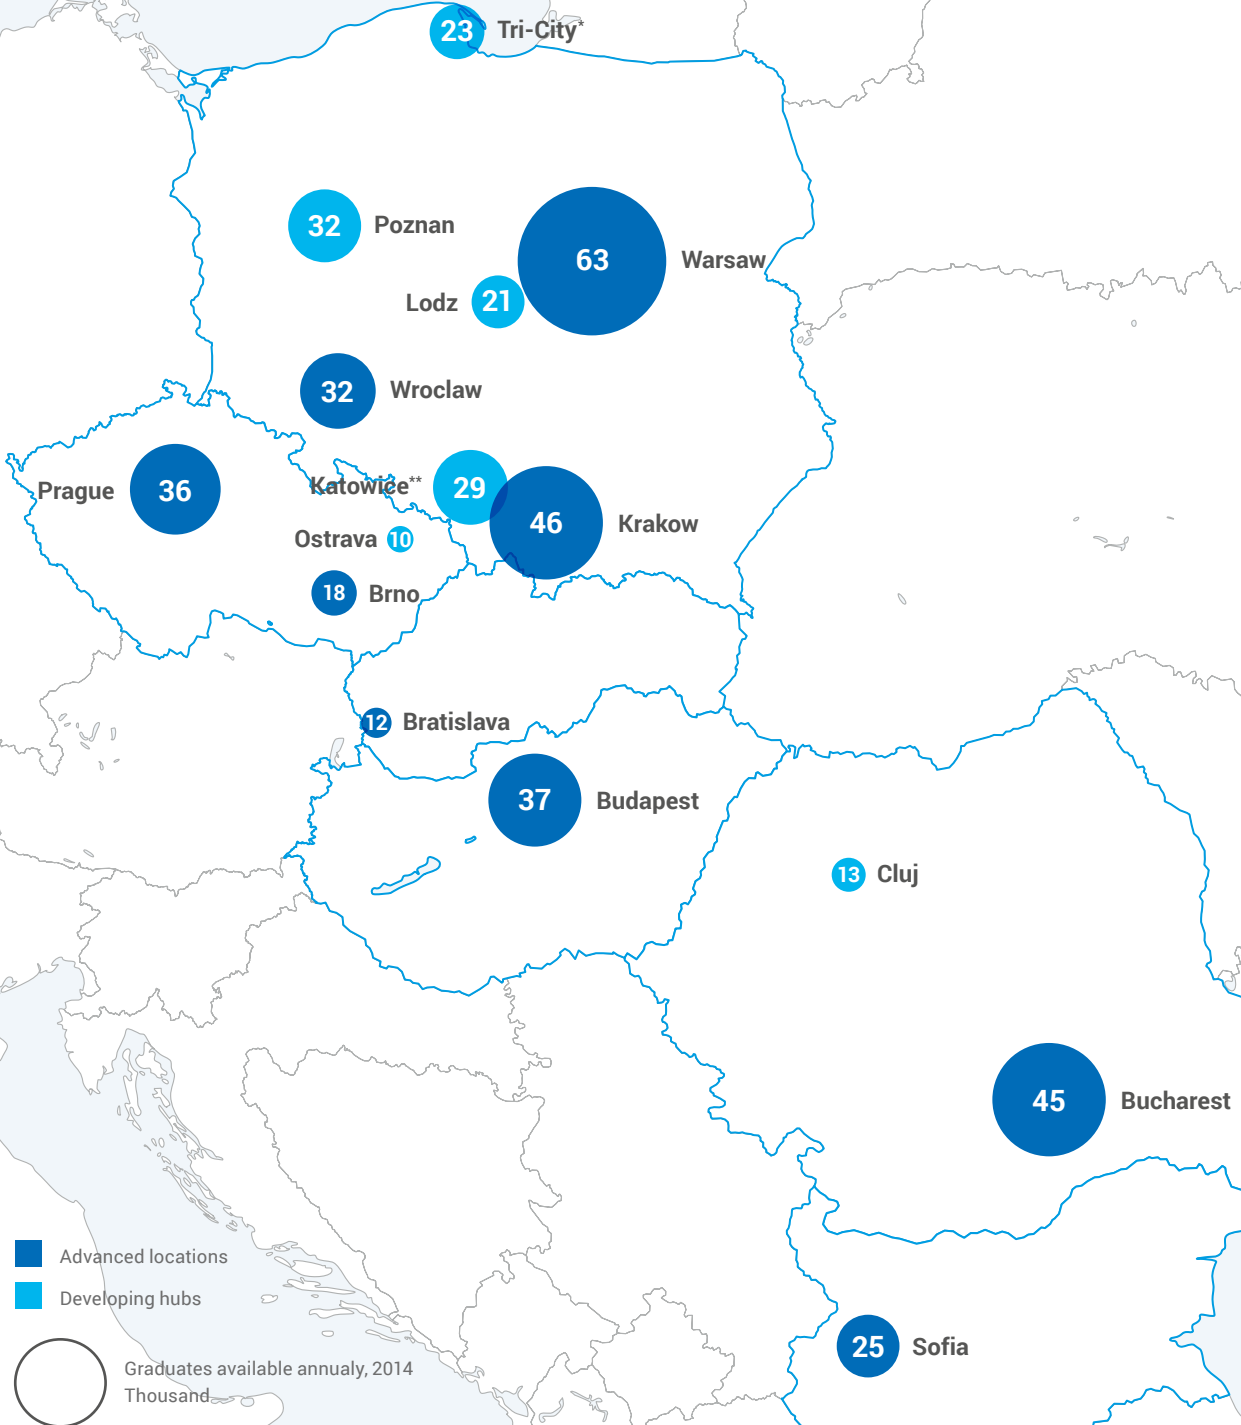 23 Tri-City*
32 Poznan
63 Warsaw
Lodz 21
32 Wroclaw
Katowice** 29
Prague 36
46 Krakow
Ostrava 10
18 Brno
12 Bratislava
37 Budapest
13 Cluj
45 Bucharest
Advanced locations
Developing hubs
25 Sofia
Graduates available annualy, 2014
Thousand